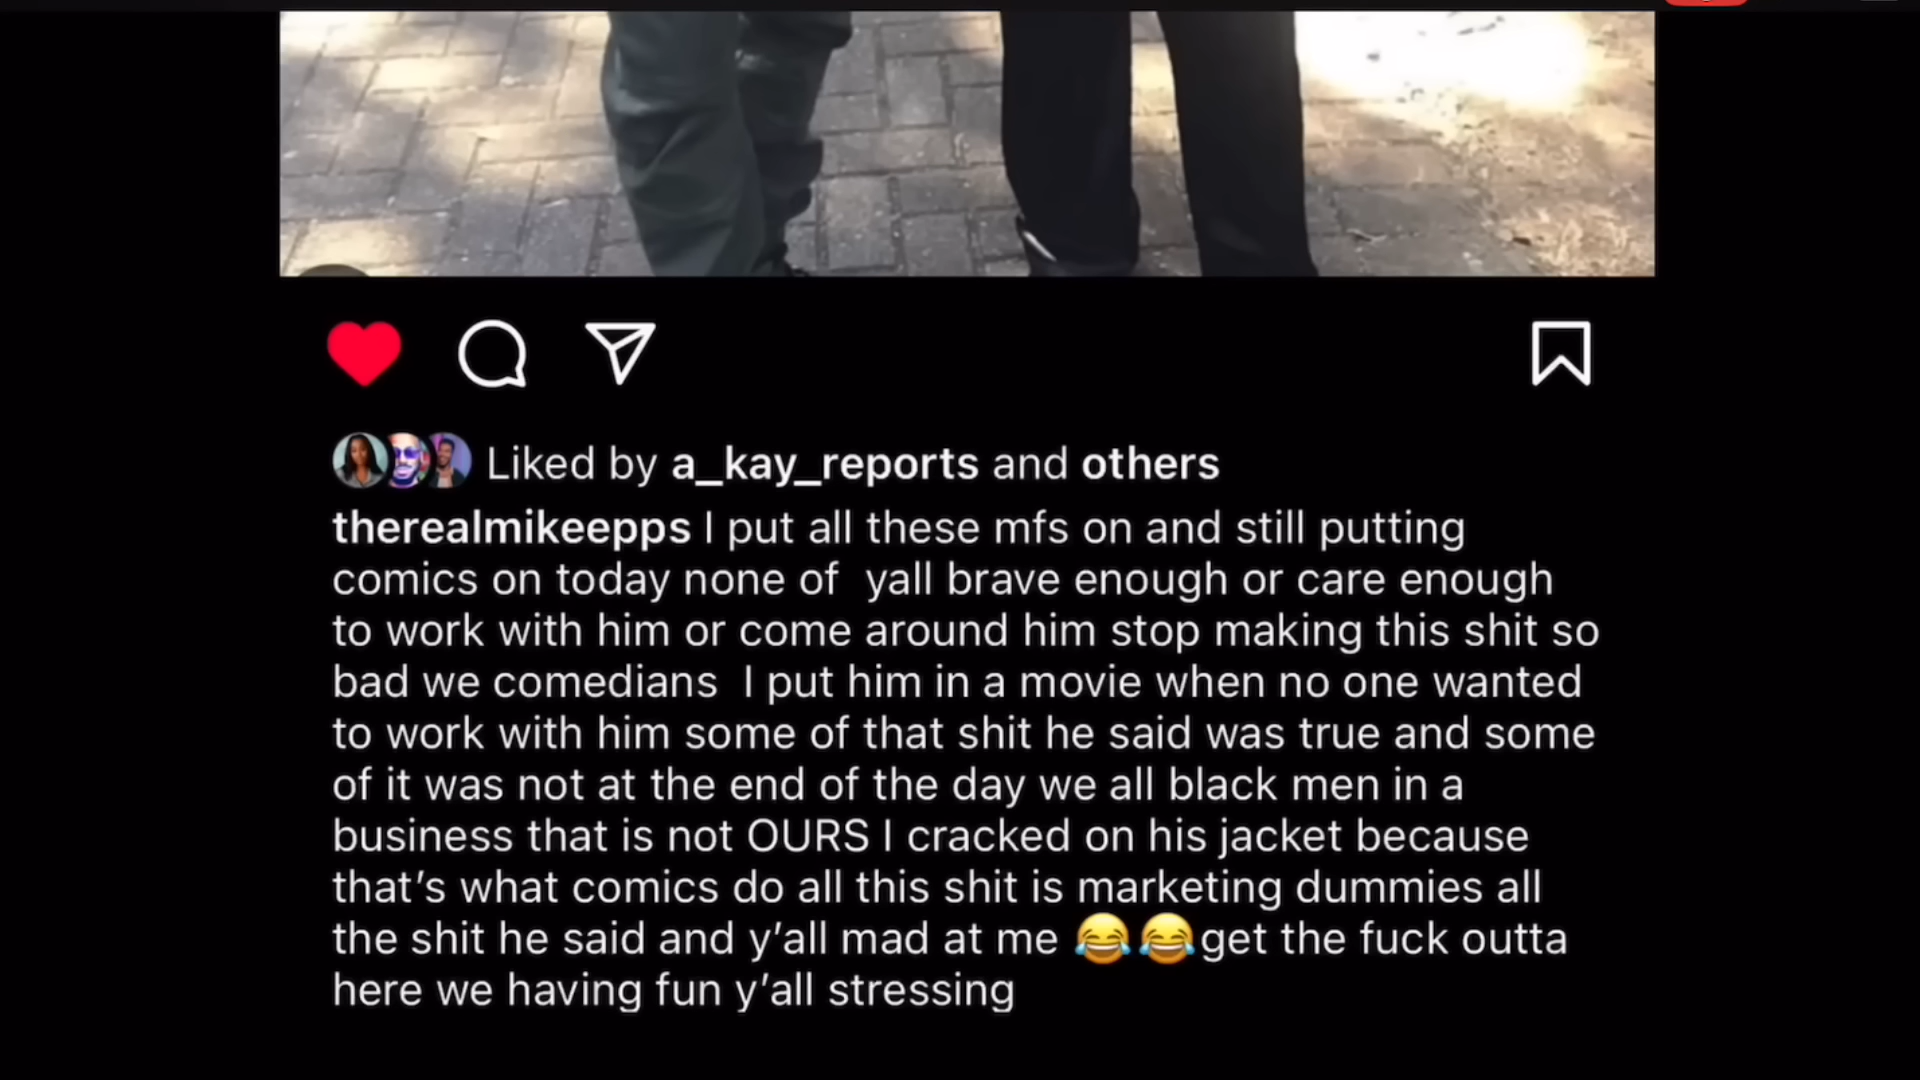 Liked by a_kay_reports and others
therealmikeepps I put all these mfs on and still putting
comics on today none of  yall brave enough or care enough
to work with him or come around him stop making this shit so
bad we comedians  I put him in a movie when no one wanted
to work with him some of that shit he said was true and some
of it was not at the end of the day we all black men in a
business that is not OURS I cracked on his jacket because
that’s what comics do all this shit is marketing dummies all
the shit he said and y’all mad at me 😂😂get the fuck outta
here we having fun y’all stressing